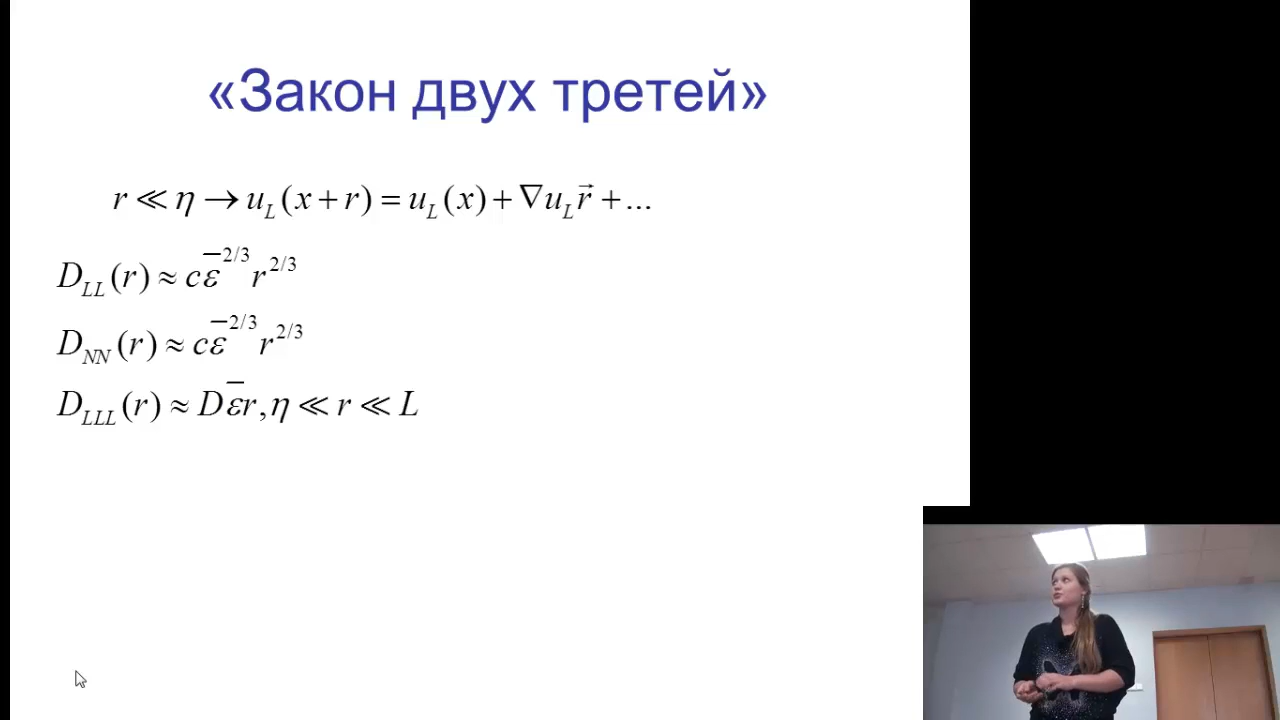 «Закон двух третей»
r ≪ η → u_L(x + r) = u_L(x) + ∇u_L r⃗ + ...
D_LL(r) ≈ cε̅^2/3 r^2/3
D_NN(r) ≈ cε̅^2/3 r^2/3
D_LLL(r) ≈ Dε̅r, η ≪ r ≪ L